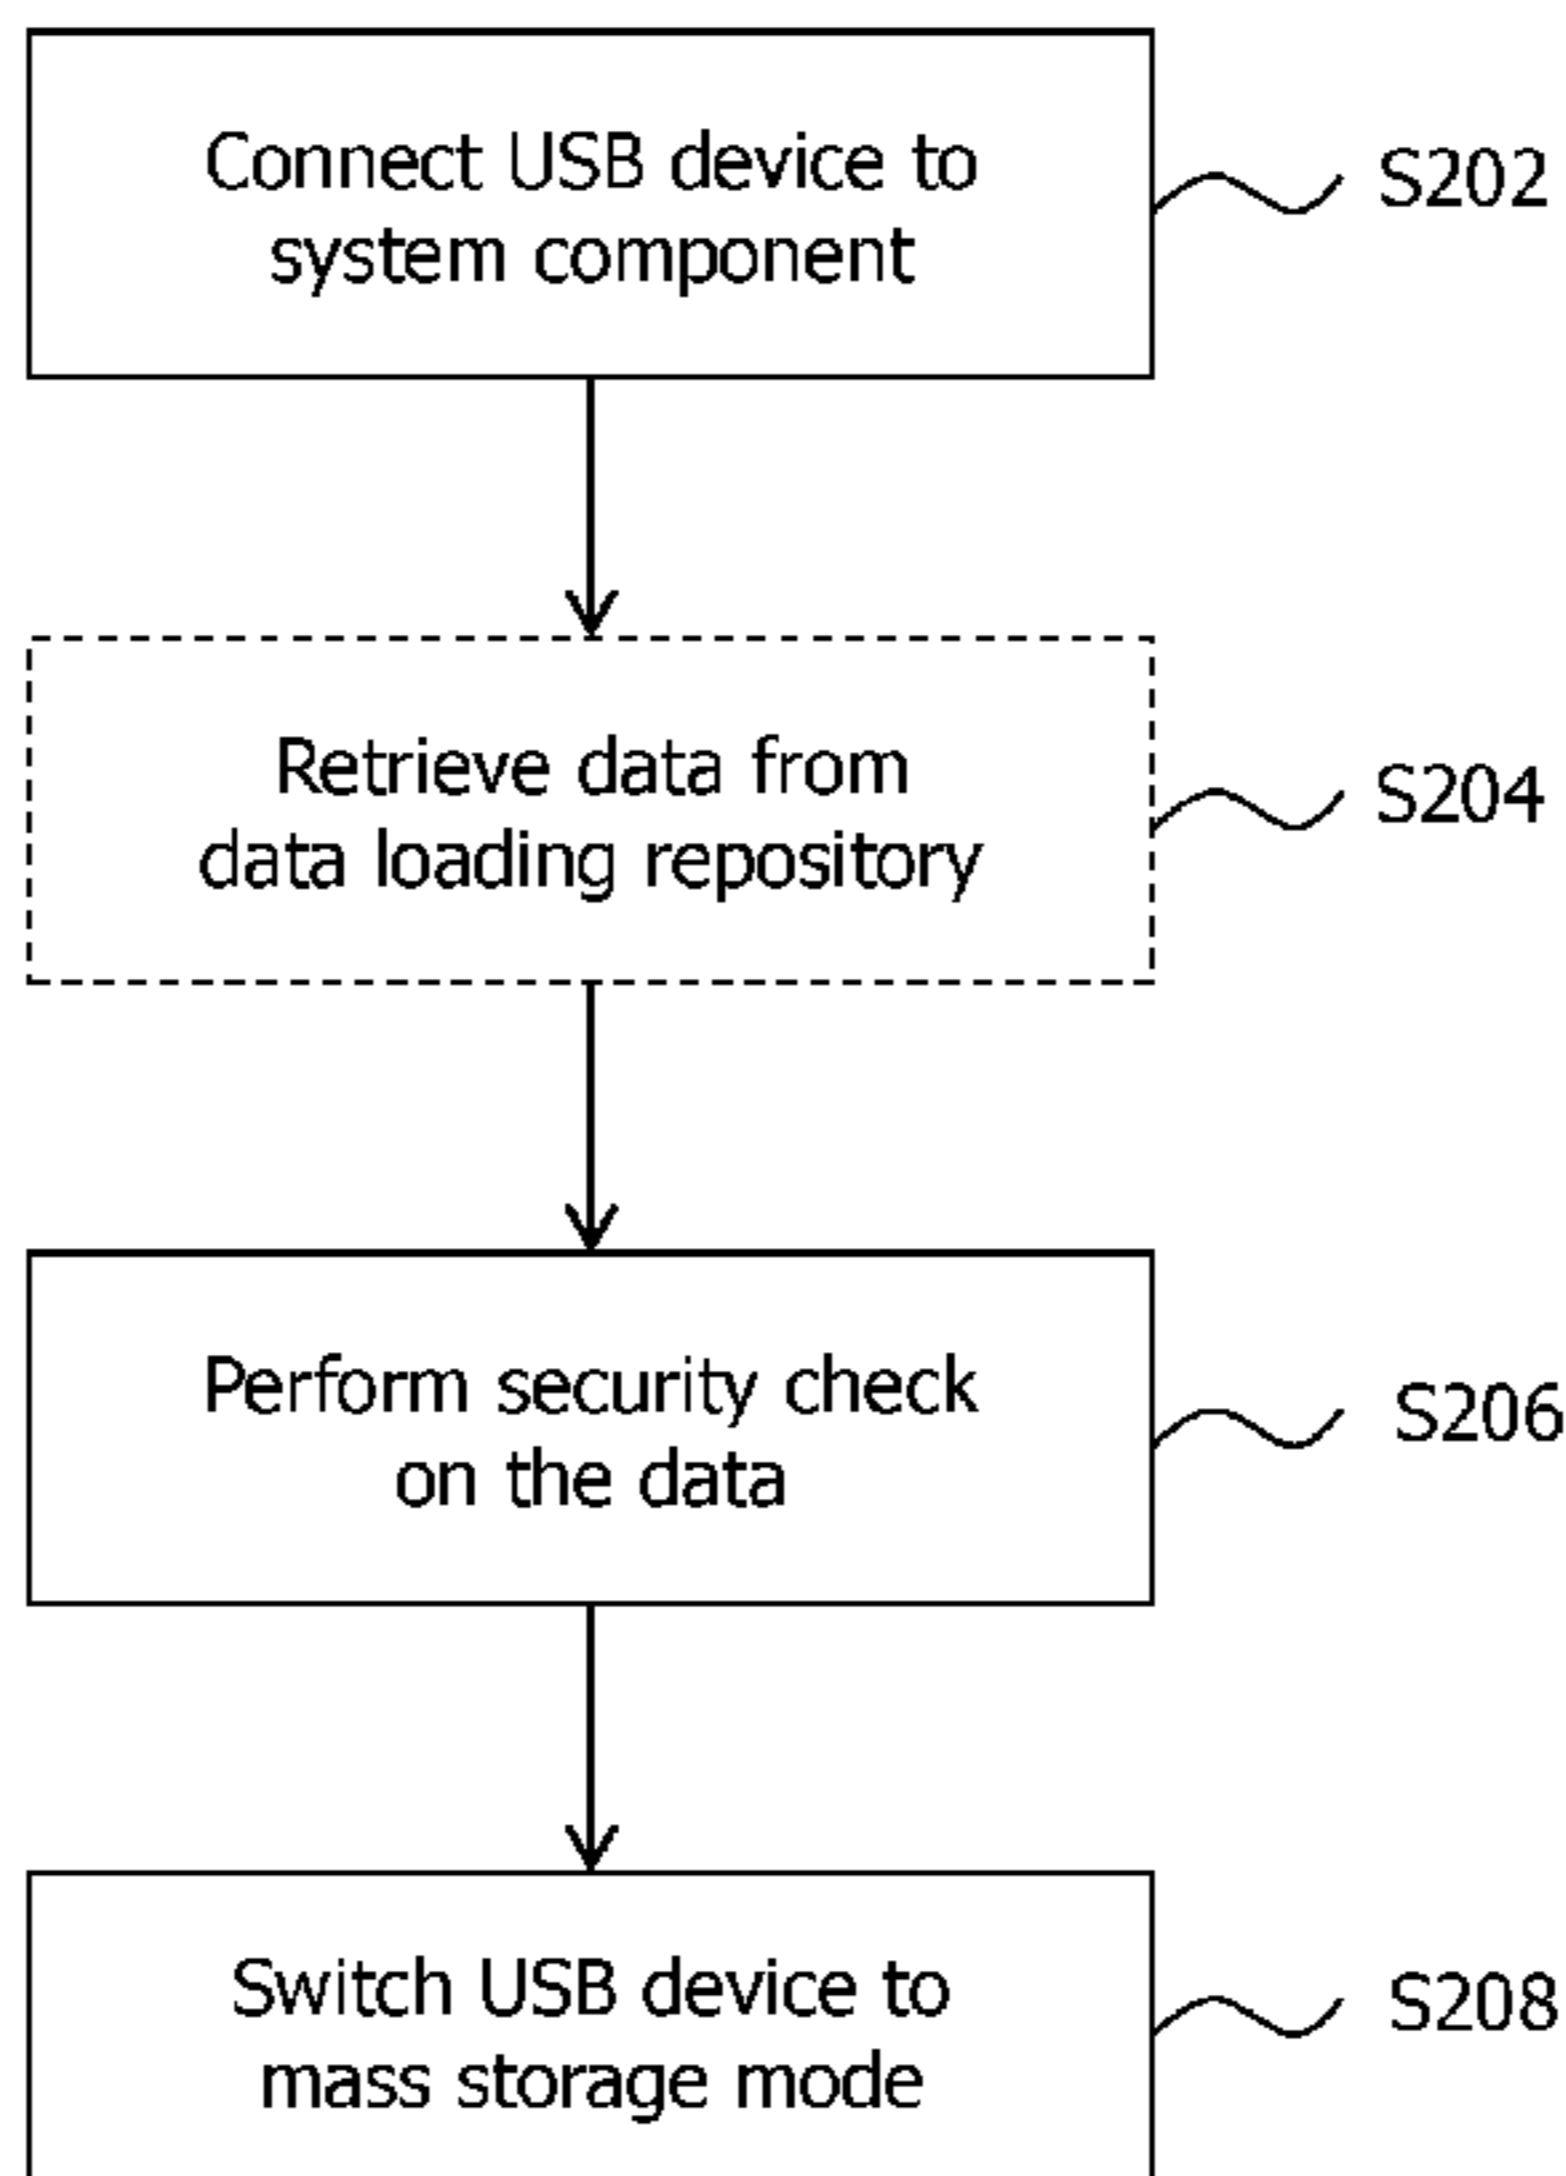 Connect USB device to
system component
S202
Retrieve data from
data loading repository
S204
Perform security check
on the data
S206
Switch USB device to
mass storage mode
S208